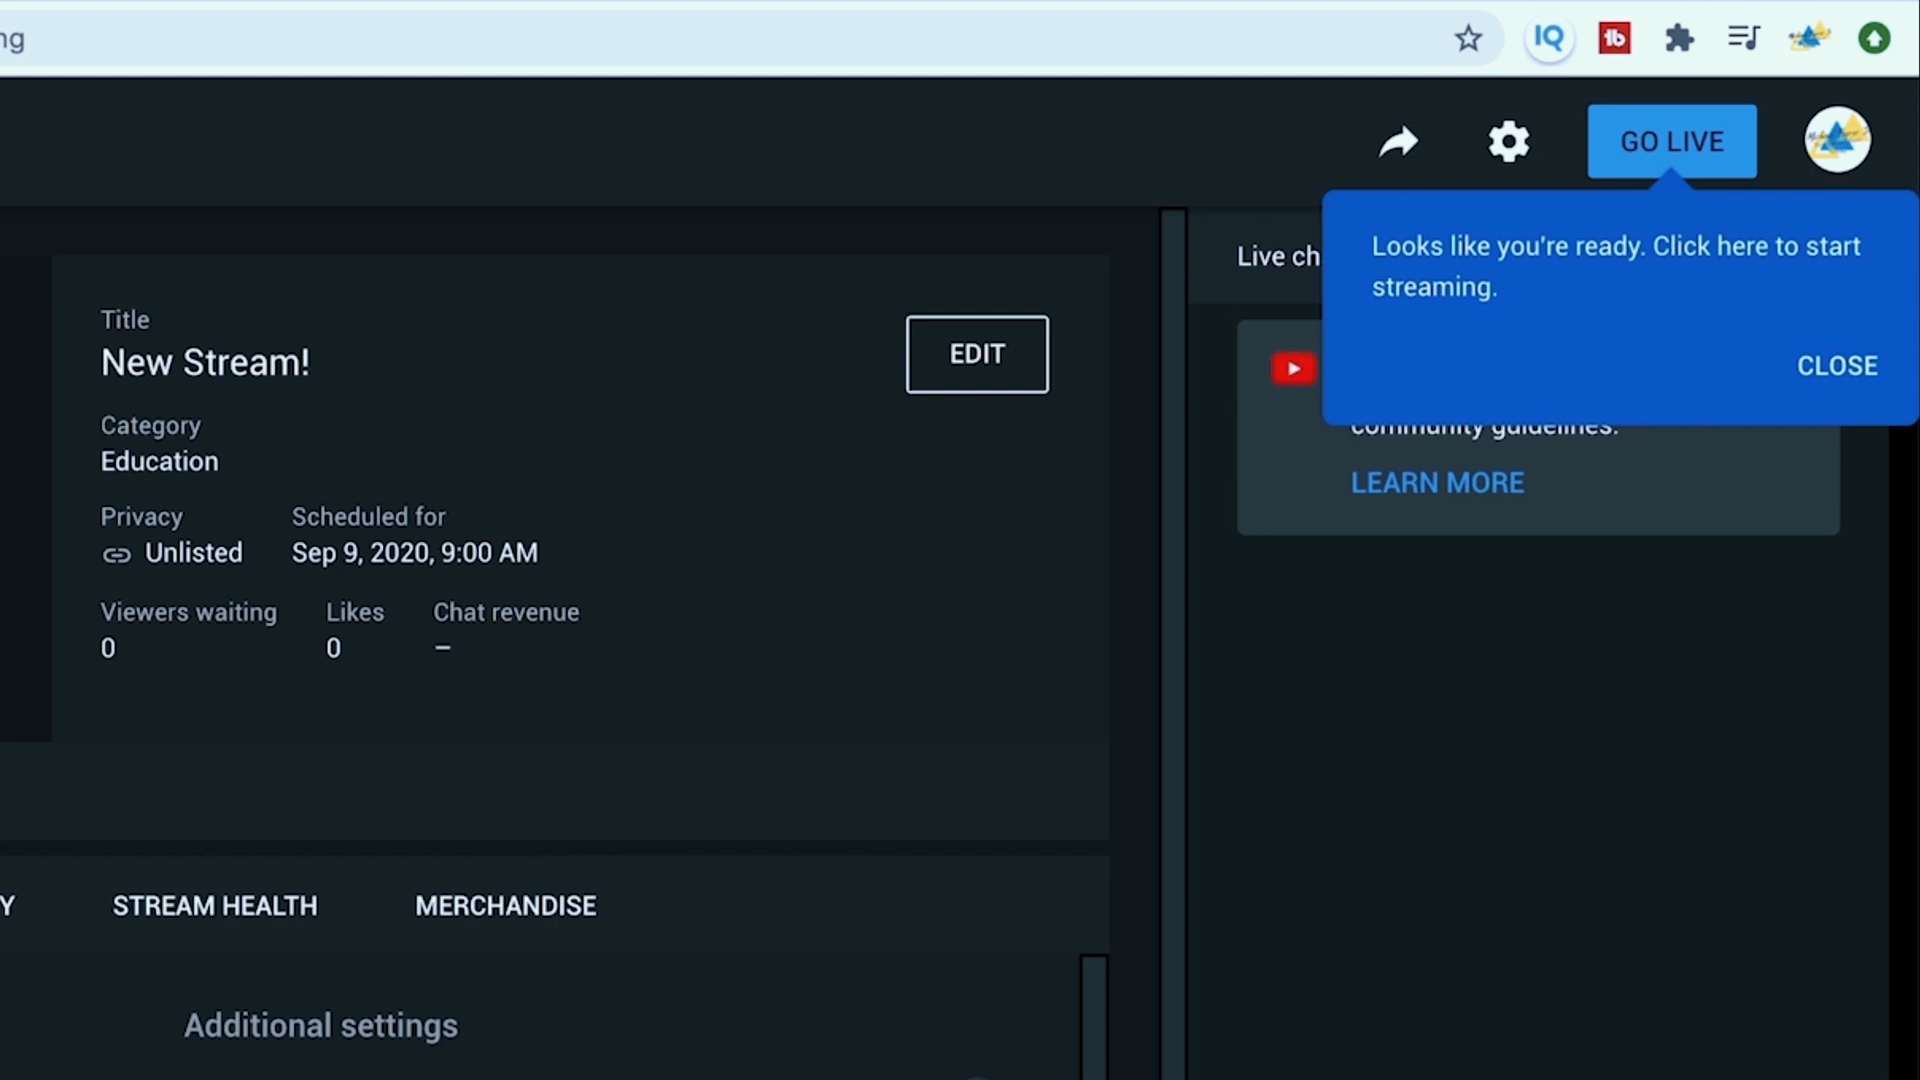 ng
IQ
tb
GO LIVE
Looks like you're ready. Click here to start
streaming.
CLOSE
Live ch
community guidelines.
LEARN MORE
Title
New Stream!
EDIT
Category
Education
Privacy Scheduled for
Unlisted Sep 9, 2020, 9:00 AM
Viewers waiting Likes Chat revenue
0 0 –
Y STREAM HEALTH MERCHANDISE
Additional settings